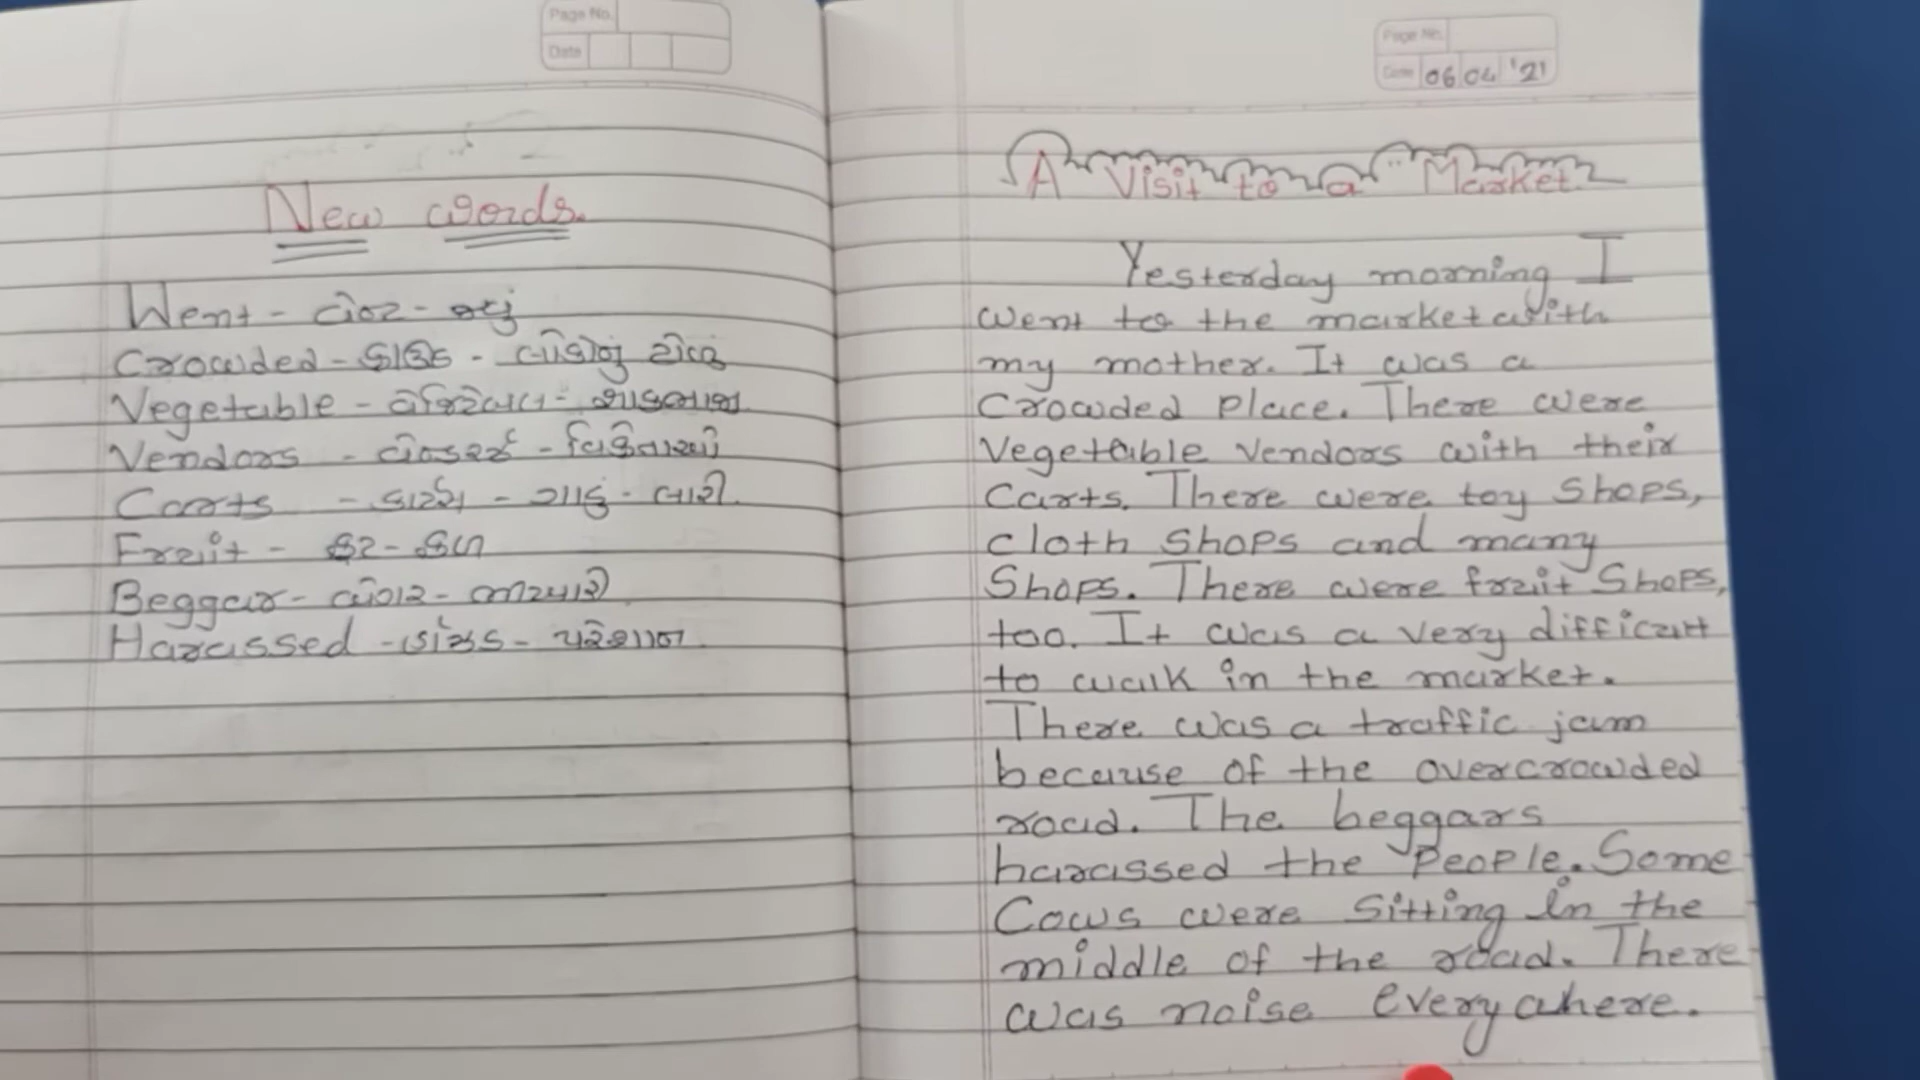 Page No.
Date
New words.
Went - વેન્ટ - ગયું
Crowded - ક્રાઉડેડ -
Vegetable - વેજિટેબલ - શાકભાજી
Vendors - વેન્ડર્સ -
Carts - કાર્ટસ - ગાડું - લારી.
Fruit - ફ્રુટ - ફળ
Beggar - બેગર - ભિખારી
Harassed - હેરેસ્ડ - પરેશાન
Page No.
Date 06 04 '21
A Visit to a Market
Yesterday morning I
went to the market with
my mother. It was a
Crowded Place. There were
Vegetable Vendors with their
Carts. There were toy Shops,
cloth Shops and many
Shops. There were fruit Shops,
too. It was a very difficult
to walk in the market.
There was a traffic jam
because of the overcrowded
road. The beggars
harassed the People. Some
Cows were Sitting in the
middle of the road. There
was noise everywhere.